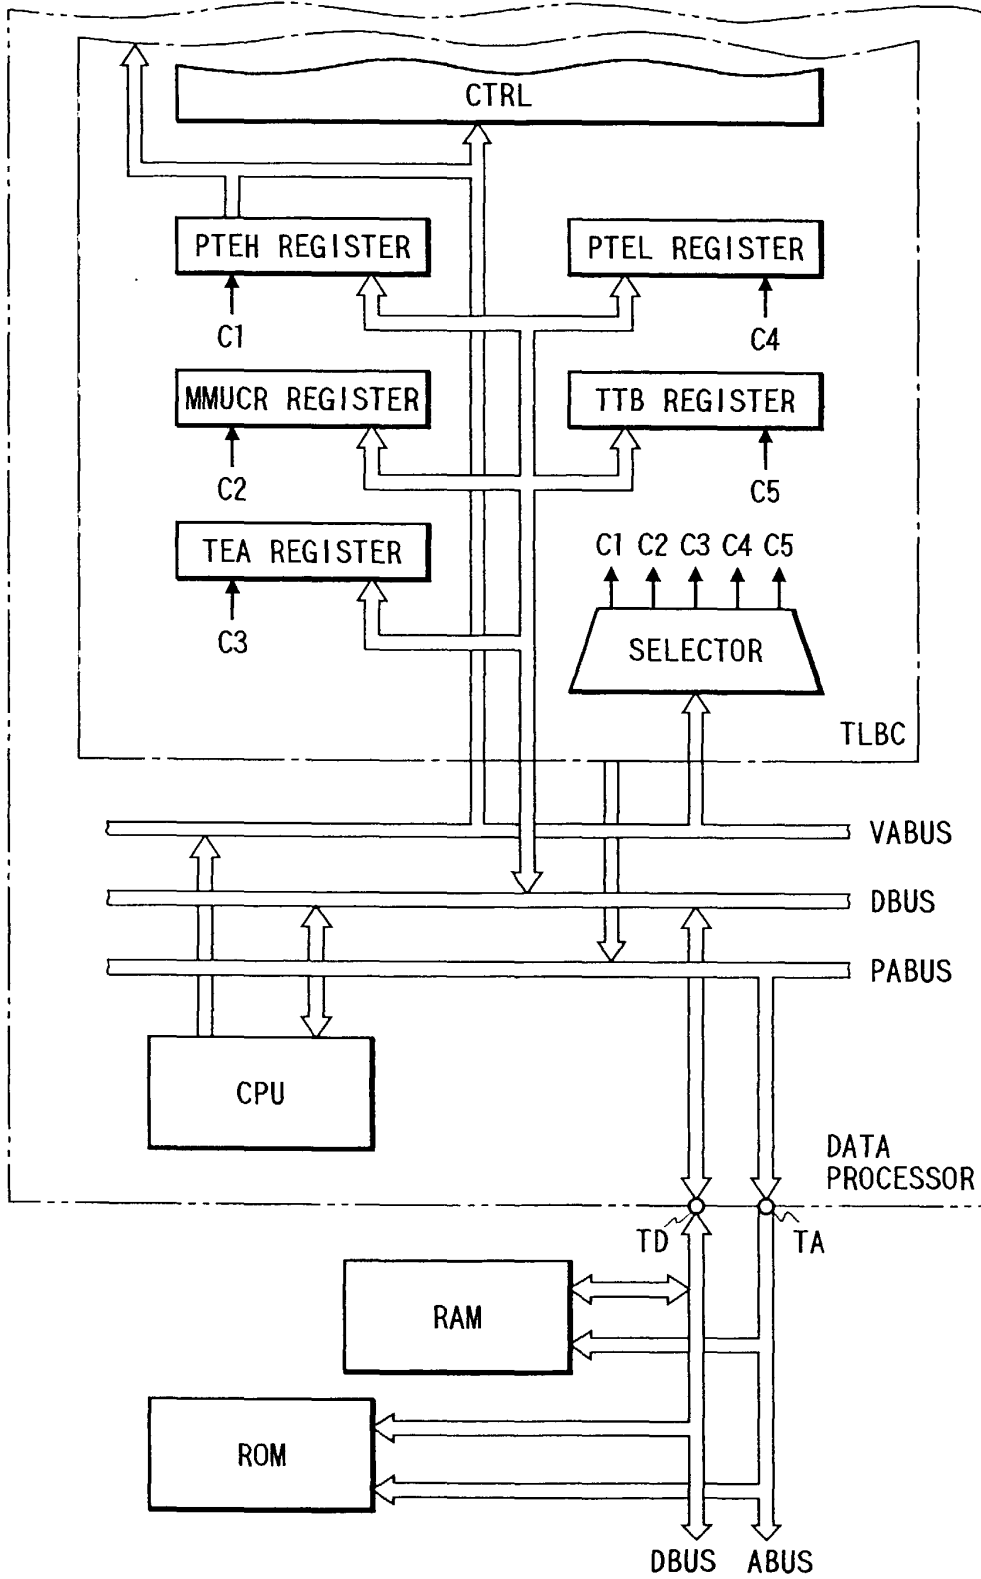 CTRL
PTEH REGISTER
PTEL REGISTER
C1
C4
MMUCR REGISTER
TTB REGISTER
C2
C5
TEA REGISTER
C1 C2 C3 C4 C5
C3
SELECTOR
TLBC
VABUS
DBUS
PABUS
CPU
DATA
PROCESSOR
TD
TA
RAM
ROM
DBUS
ABUS